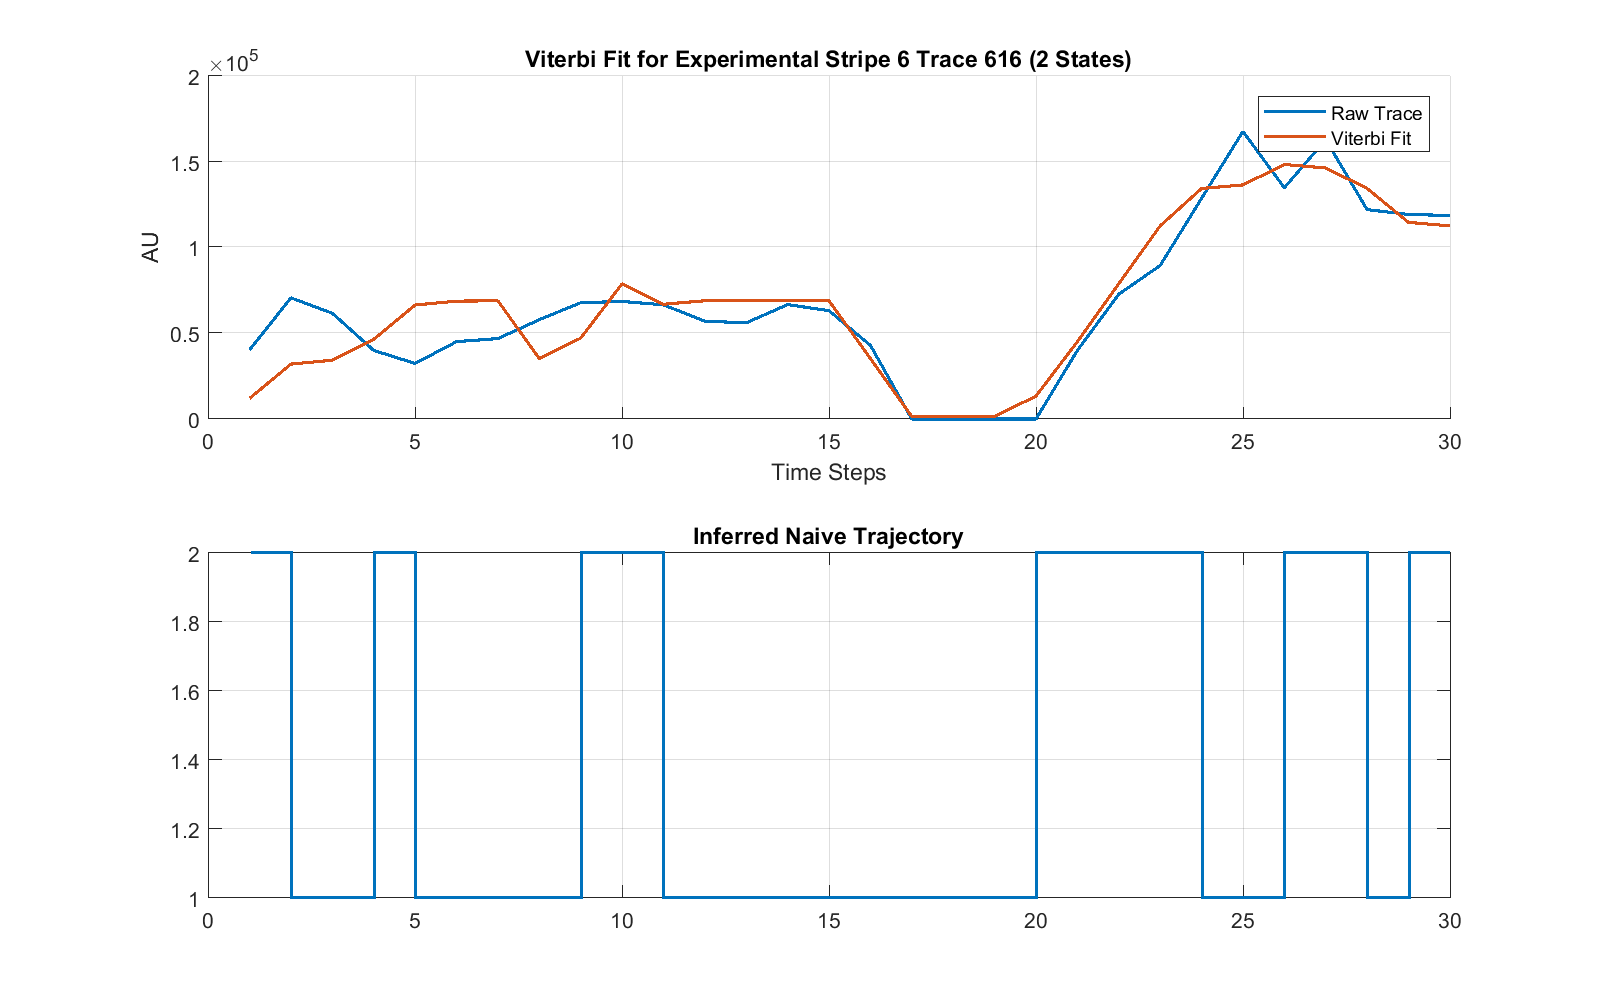 Viterbi Fit for Experimental Stripe 6 Trace 616 (2 States)
×10⁵
2
1.5
1
0.5
0
AU
Raw Trace
Viterbi Fit
0 5 10 15 20 25 30
Time Steps
Inferred Naive Trajectory
2
1.8
1.6
1.4
1.2
1
0 5 10 15 20 25 30